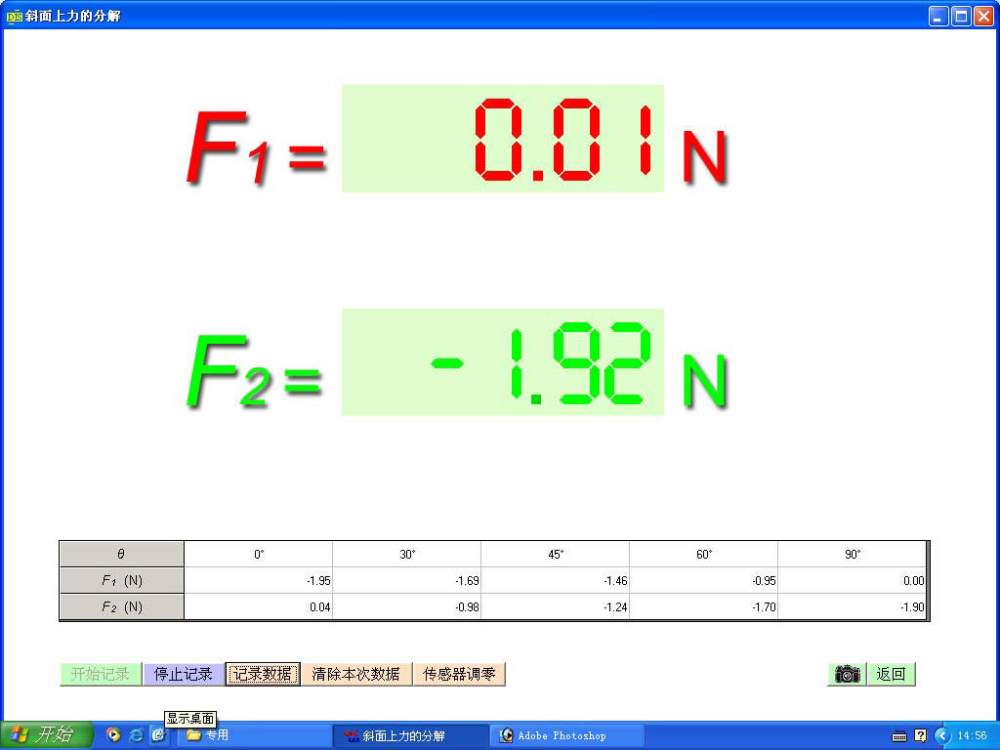 斜面上力的分解
F1 = 0.01 N
F2 = -1.92 N
θ 0° 30° 45° 60° 90°
F1 (N) -1.95 -1.69 -1.46 -0.95 0.00
F2 (N) 0.04 -0.98 -1.24 -1.70 -1.90
开始记录 停止记录 记录数据 清除本次数据 传感器调零 返回
显示桌面
开始 专用 斜面上力的分解 Adobe Photoshop 14:56